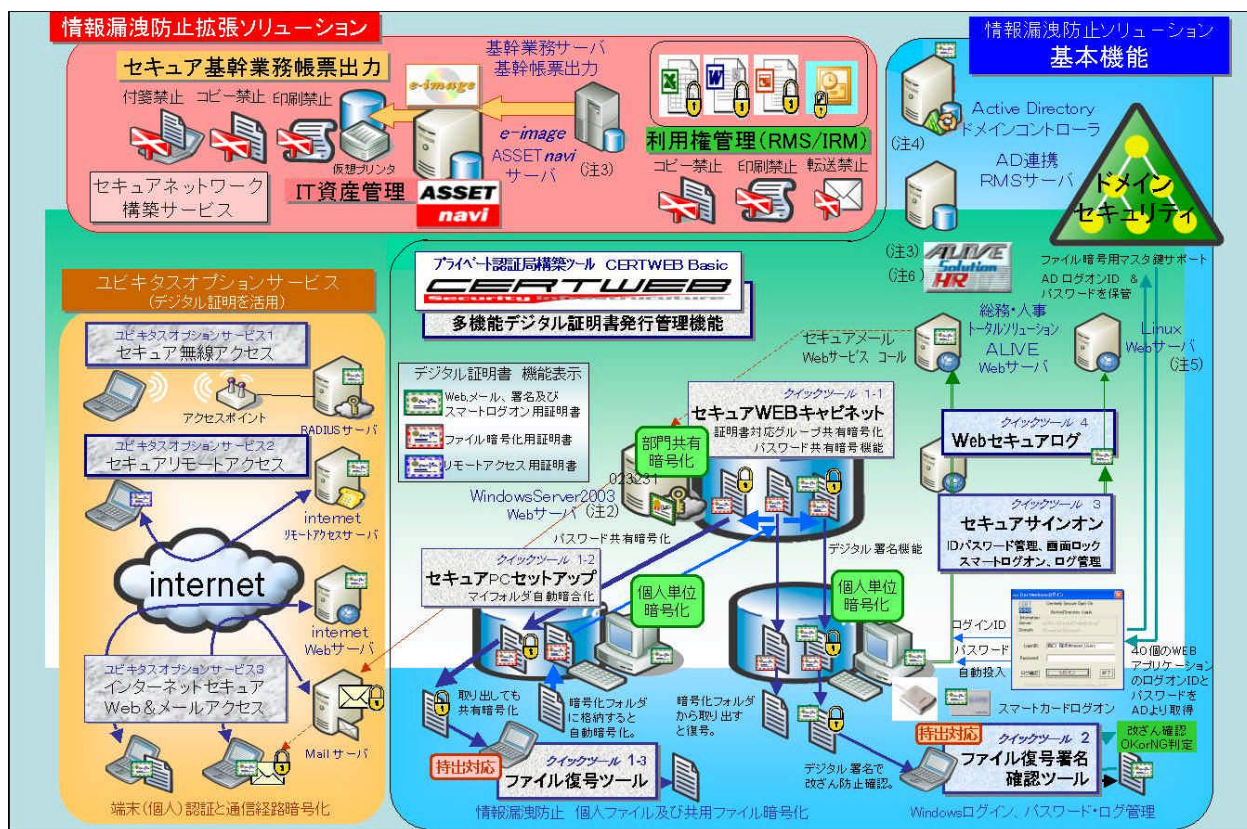 情報漏洩防止拡張ソリューション
セキュア基幹業務帳票出力
付箋禁止 コピー禁止 印刷禁止
e-image
基幹業務サーバ
基幹帳票出力
仮想プリンタ
e-image
ASSETnavi
サーバ
(注3)
セキュアネットワーク
構築サービス
IT資産管理
ASSET
navi
利用権管理(RMS/IRM)
コピー禁止 印刷禁止 転送禁止
情報漏洩防止ソリューション
基本機能
Active Directory
ドメインコントローラ
(注4)
AD連携
RMSサーバ
ドメイン
セキュリティ
(注3)
(注6)
ALIVE
Solution
HR
ファイル暗号用マスタ鍵サポート
ADログオンID &
パスワードを保管
総務・人事
トータルソリューション
ALIVE
Webサーバ
Linux
Webサーバ
(注5)
プライベート認証局構築ツール CERTWEB Basic
CERTWEB
Security Infrastructure
多機能デジタル証明書発行管理機能
セキュアメール
Webサービス コール
デジタル証明書 機能表示
Web,メール、署名及び
スマートログオン用証明書
ファイル暗号化用証明書
リモートアクセス用証明書
ユビキタスオプションサービス
(デジタル証明を活用)
ユビキタスオプションサービス1
セキュア無線アクセス
アクセスポイント
RADIUSサーバ
ユビキタスオプションサービス2
セキュアリモートアクセス
internet
リモートアクセスサーバ
internet
internet
Webサーバ
ユビキタスオプションサービス3
インターネットセキュア
Web&メールアクセス
Mailサーバ
端末(個人)認証と通信経路暗号化
クイックツール 1-1
セキュアWEBキャビネット
証明書対応グループ共有暗号化
パスワード共有暗号機能
部門共有
暗号化
023231
WindowsServer2003
Webサーバ (注2)
パスワード共有暗号化
デジタル署名機能
クイックツール 1-2
セキュアPCセットアップ
マイフォルダ自動暗合化
個人単位
暗号化
個人単位
暗号化
クイックツール 4
Webセキュアログ
クイックツール 3
セキュアサインオン
IDパスワード管理、画面ロック
スマートログオン、ログ管理
ログインID
パスワード
自動投入
スマートカードログオン
40個のWEB
アプリケーション
のログオンIDと
パスワードを
ADより取得
取り出しても
共有暗号化
暗号化フォルダ
に格納すると
自動暗号化。
暗号化フォルダ
から取り出す
と復号。
持出対応
クイックツール 1-3
ファイル復号ツール
デジタル署名で
改ざん防止確認。
持出対応
クイックツール 2
ファイル復号署名
確認ツール
改ざん確認
OKorNG判定
情報漏洩防止 個人ファイル及び共用ファイル暗号化
Windowsログイン、パスワード・ログ管理